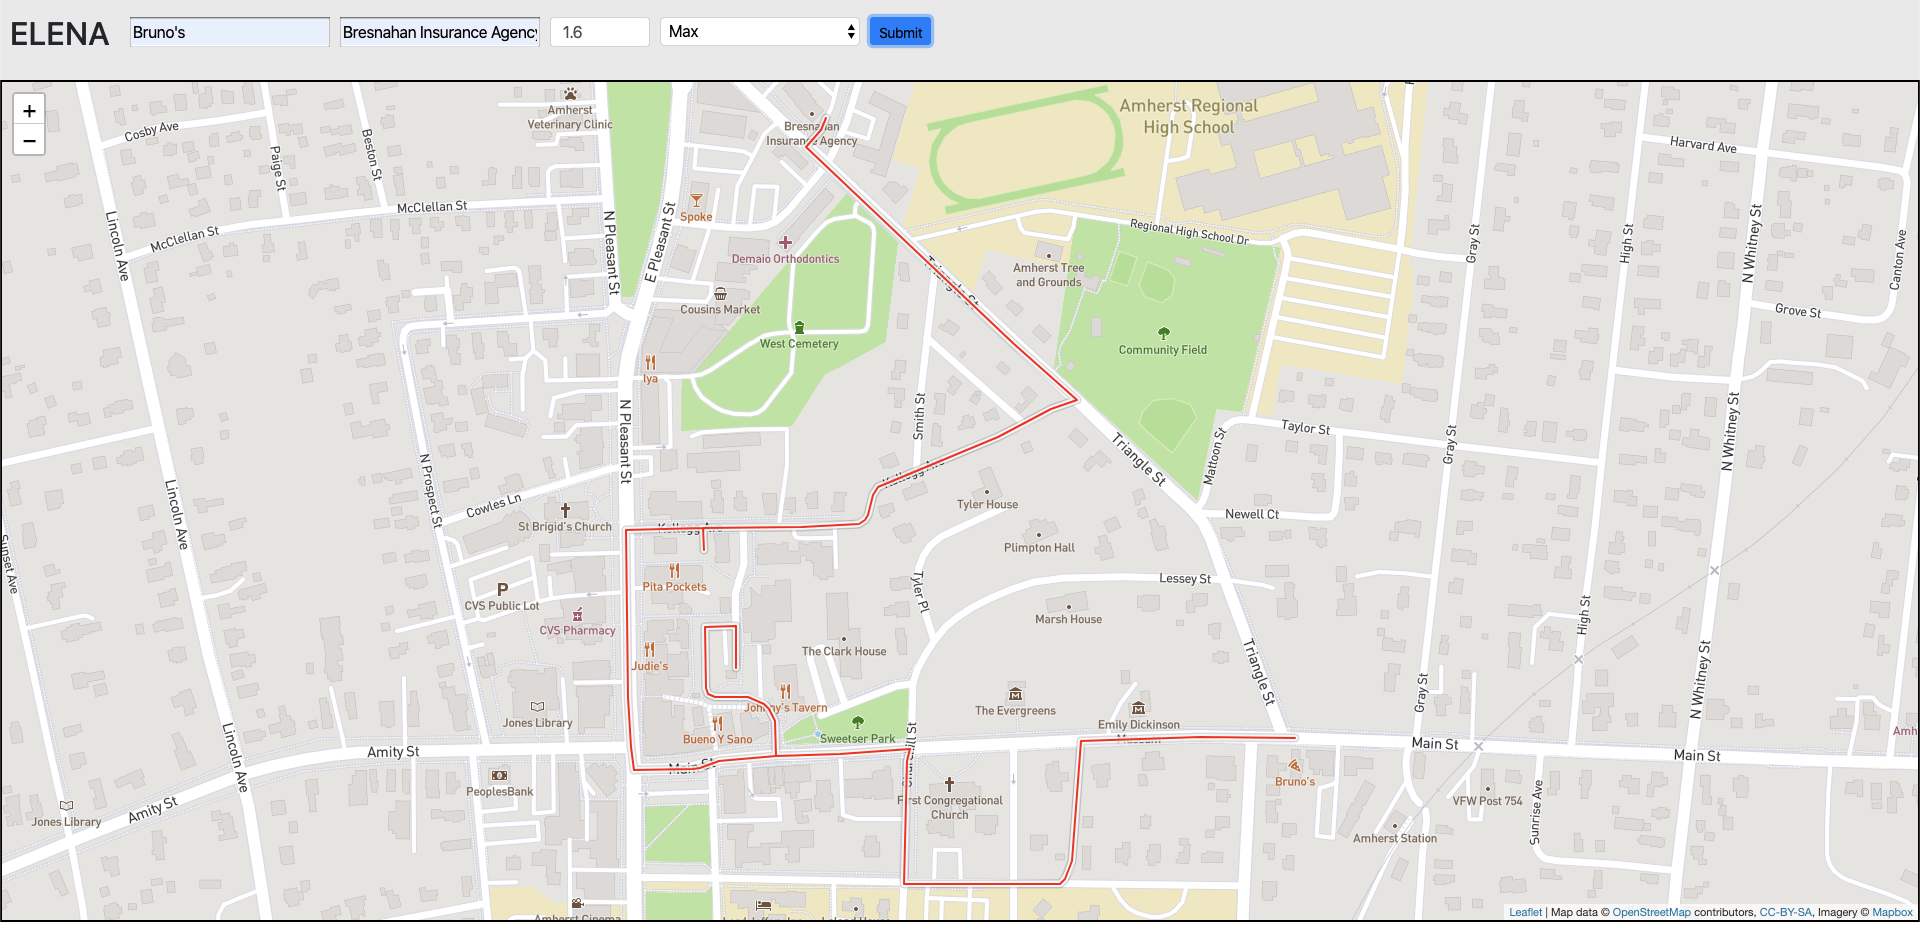 ELENA
Bruno's
Bresnahan Insurance Agency
1.6
Max
Submit
+
−
Cosby Ave
Paige St
Beston St
Amherst
Veterinary Clinic
Bresnahan
Insurance Agency
Amherst Regional
High School
Harvard Ave
McClellan St
McClellan St
Lincoln Ave
N Pleasant St
E Pleasant St
Spoke
Demaio Orthodontics
Cousins Market
West Cemetery
Regional High School Dr
Amherst Tree
and Grounds
Triangle St
Community Field
Gray St
High St
N Whitney St
Canton Ave
Grove St
Iya
N Pleasant St
Smith St
Taylor St
Gray St
N Whitney St
Mattoon St
Triangle St
N Prospect St
Lincoln Ave
Sunset Ave
Cowles Ln
St Brigid's Church
Kellogg Ave
Kellogg Ave
Tyler House
Newell Ct
Plimpton Hall
Pita Pockets
CVS Public Lot
P
CVS Pharmacy
Tyler Pl
Lessey St
Marsh House
High St
Judie's
The Clark House
Triangle St
Gray St
N Whitney St
Jones Library
Johnny's Tavern
Bueno Y Sano
Sweetser Park
The Evergreens
Emily Dickinson
Museum
Lincoln Ave
Amity St
Main St
Churchill St
Main St
Main St
Amh
PeoplesBank
Bruno's
First Congregational
Church
VFW Post 754
Sunrise Ave
Amherst Station
Jones Library
Amity St
Amherst Cinema
Leaflet | Map data © OpenStreetMap contributors, CC-BY-SA, Imagery © Mapbox